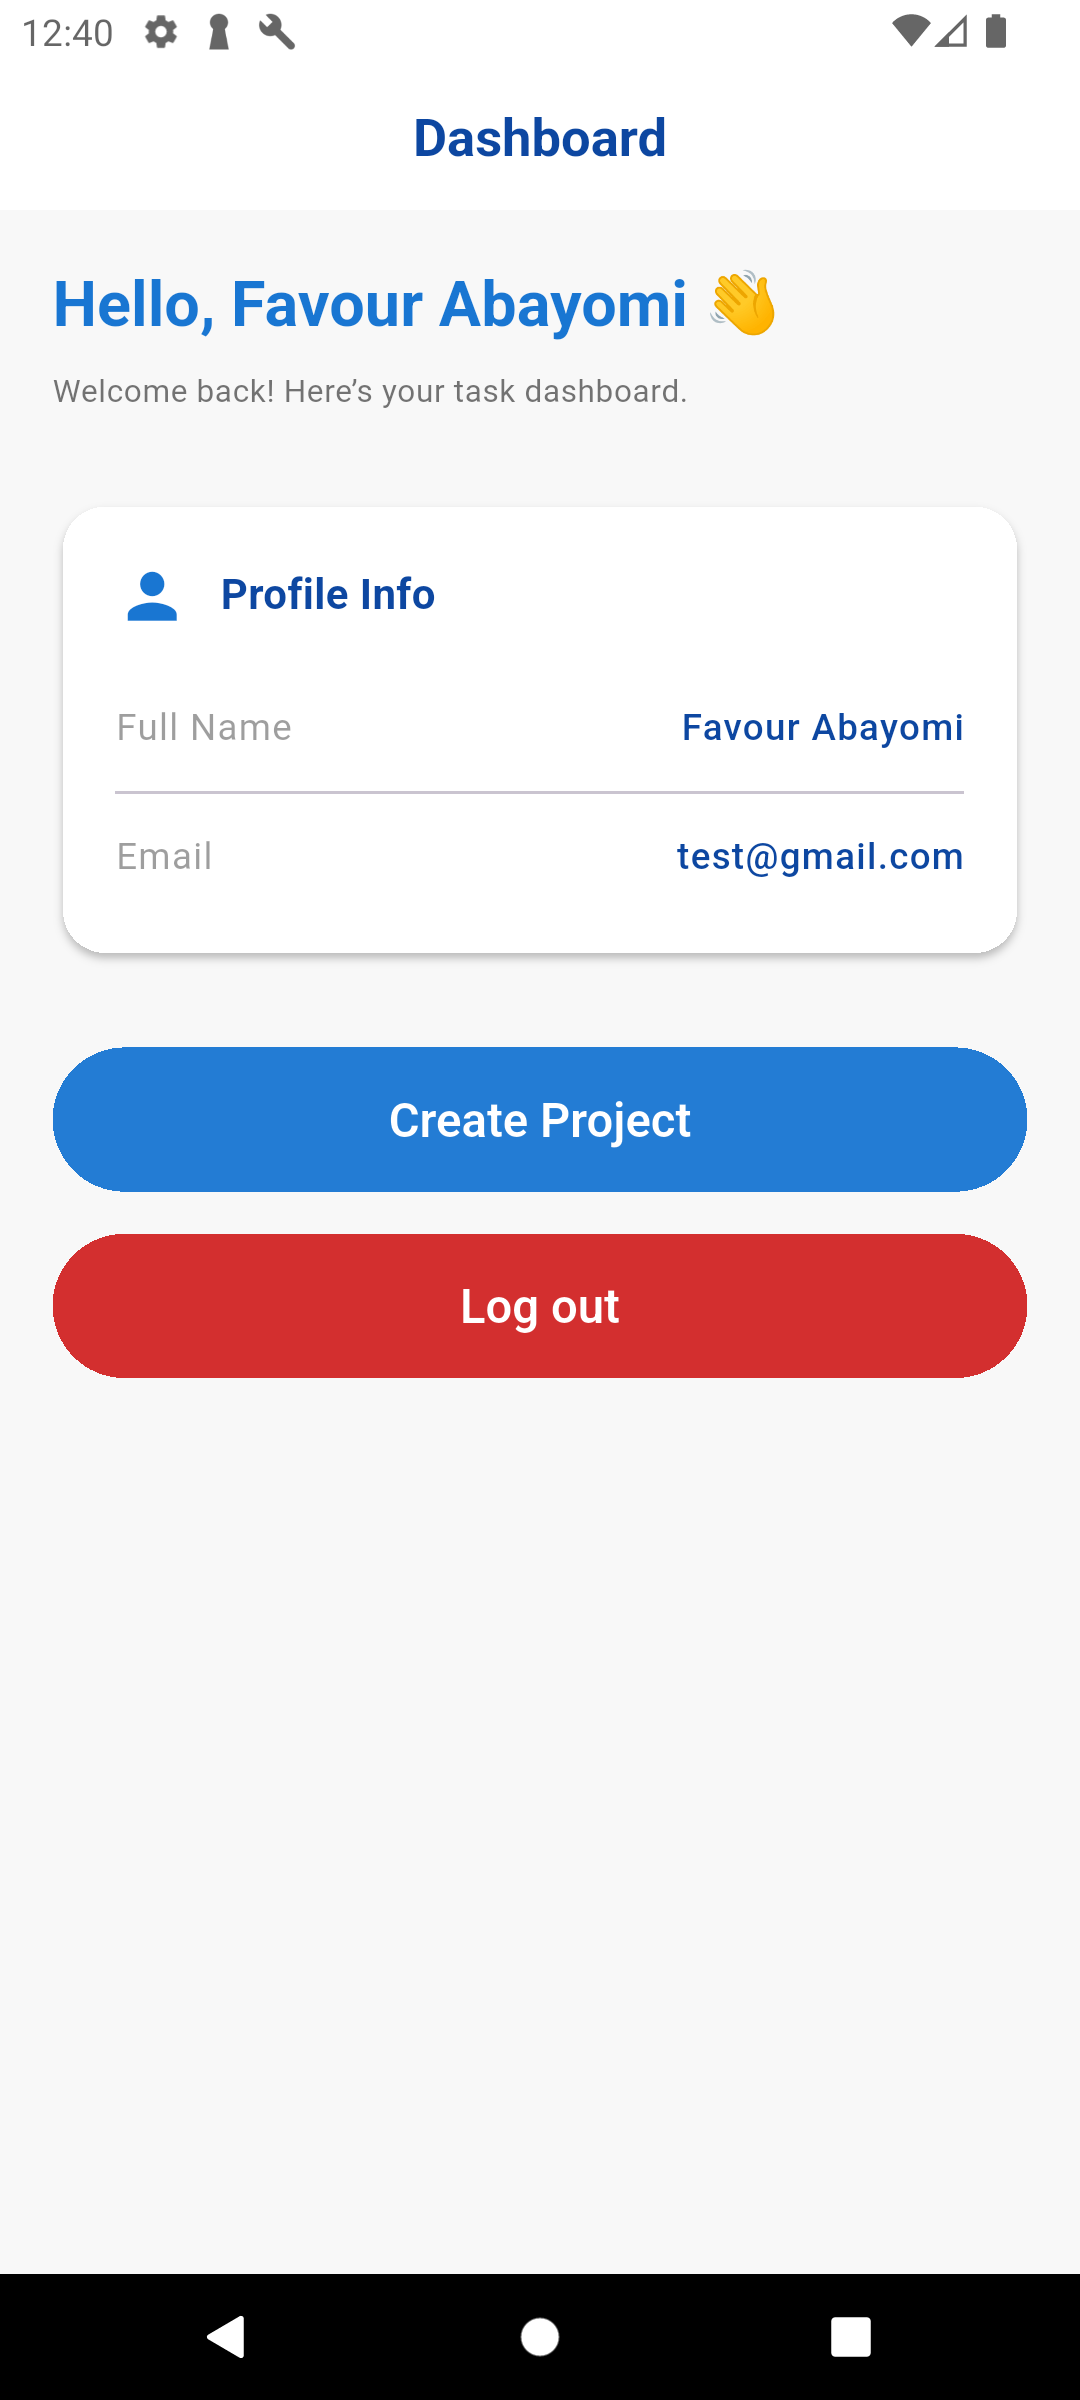 12:40
Dashboard
Hello, Favour Abayomi 👋
Welcome back! Here’s your task dashboard.
Profile Info
Full Name
Favour Abayomi
Email
test@gmail.com
Create Project
Log out